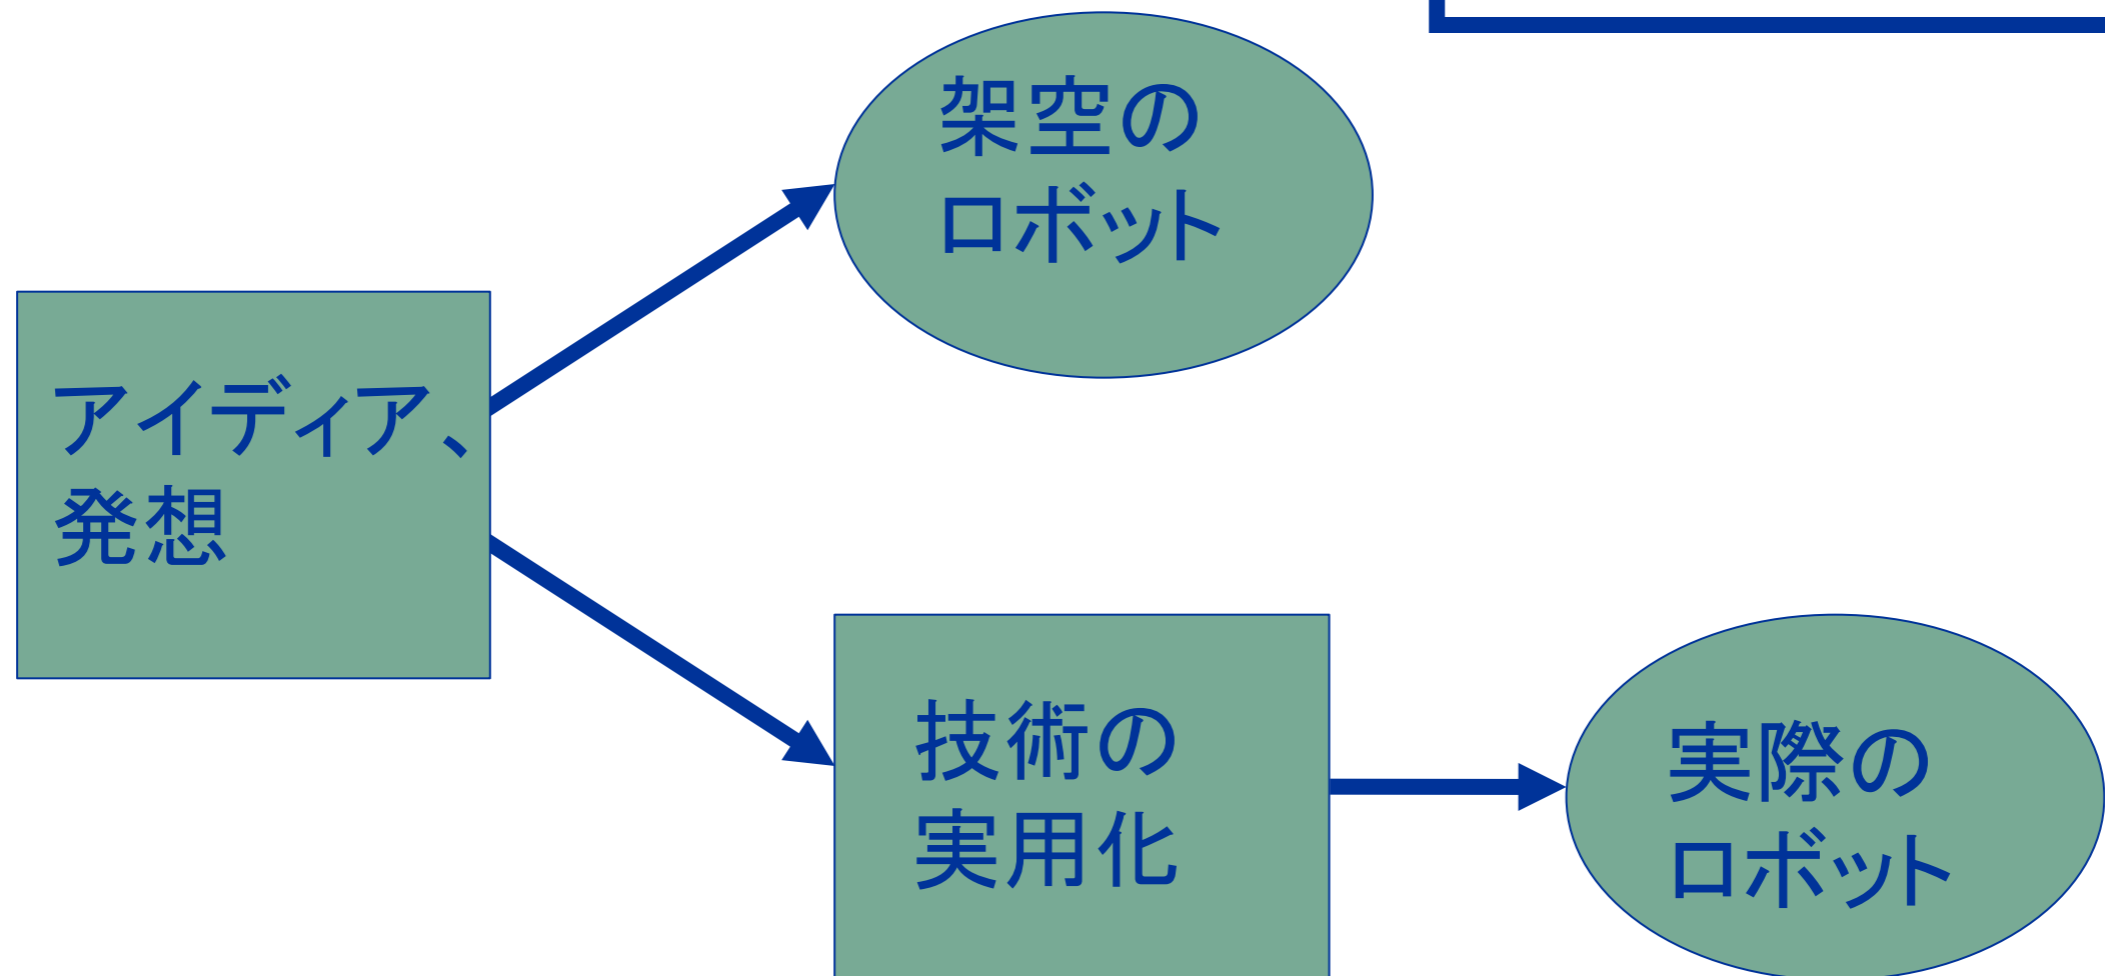 架空の
ロボット
アイディア、
発想
技術の
実用化
実際の
ロボット